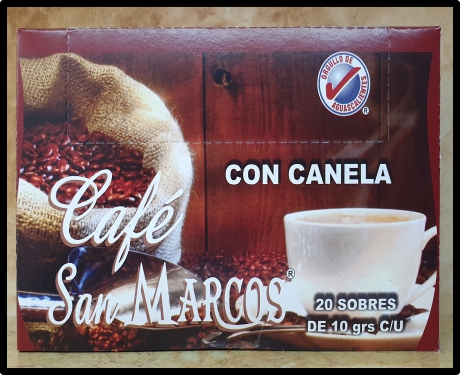 ORGULLO DE
AGUASCALIENTES
®
CON CANELA
Café
San MARCOS®
20 SOBRES
DE 10 grs C/U